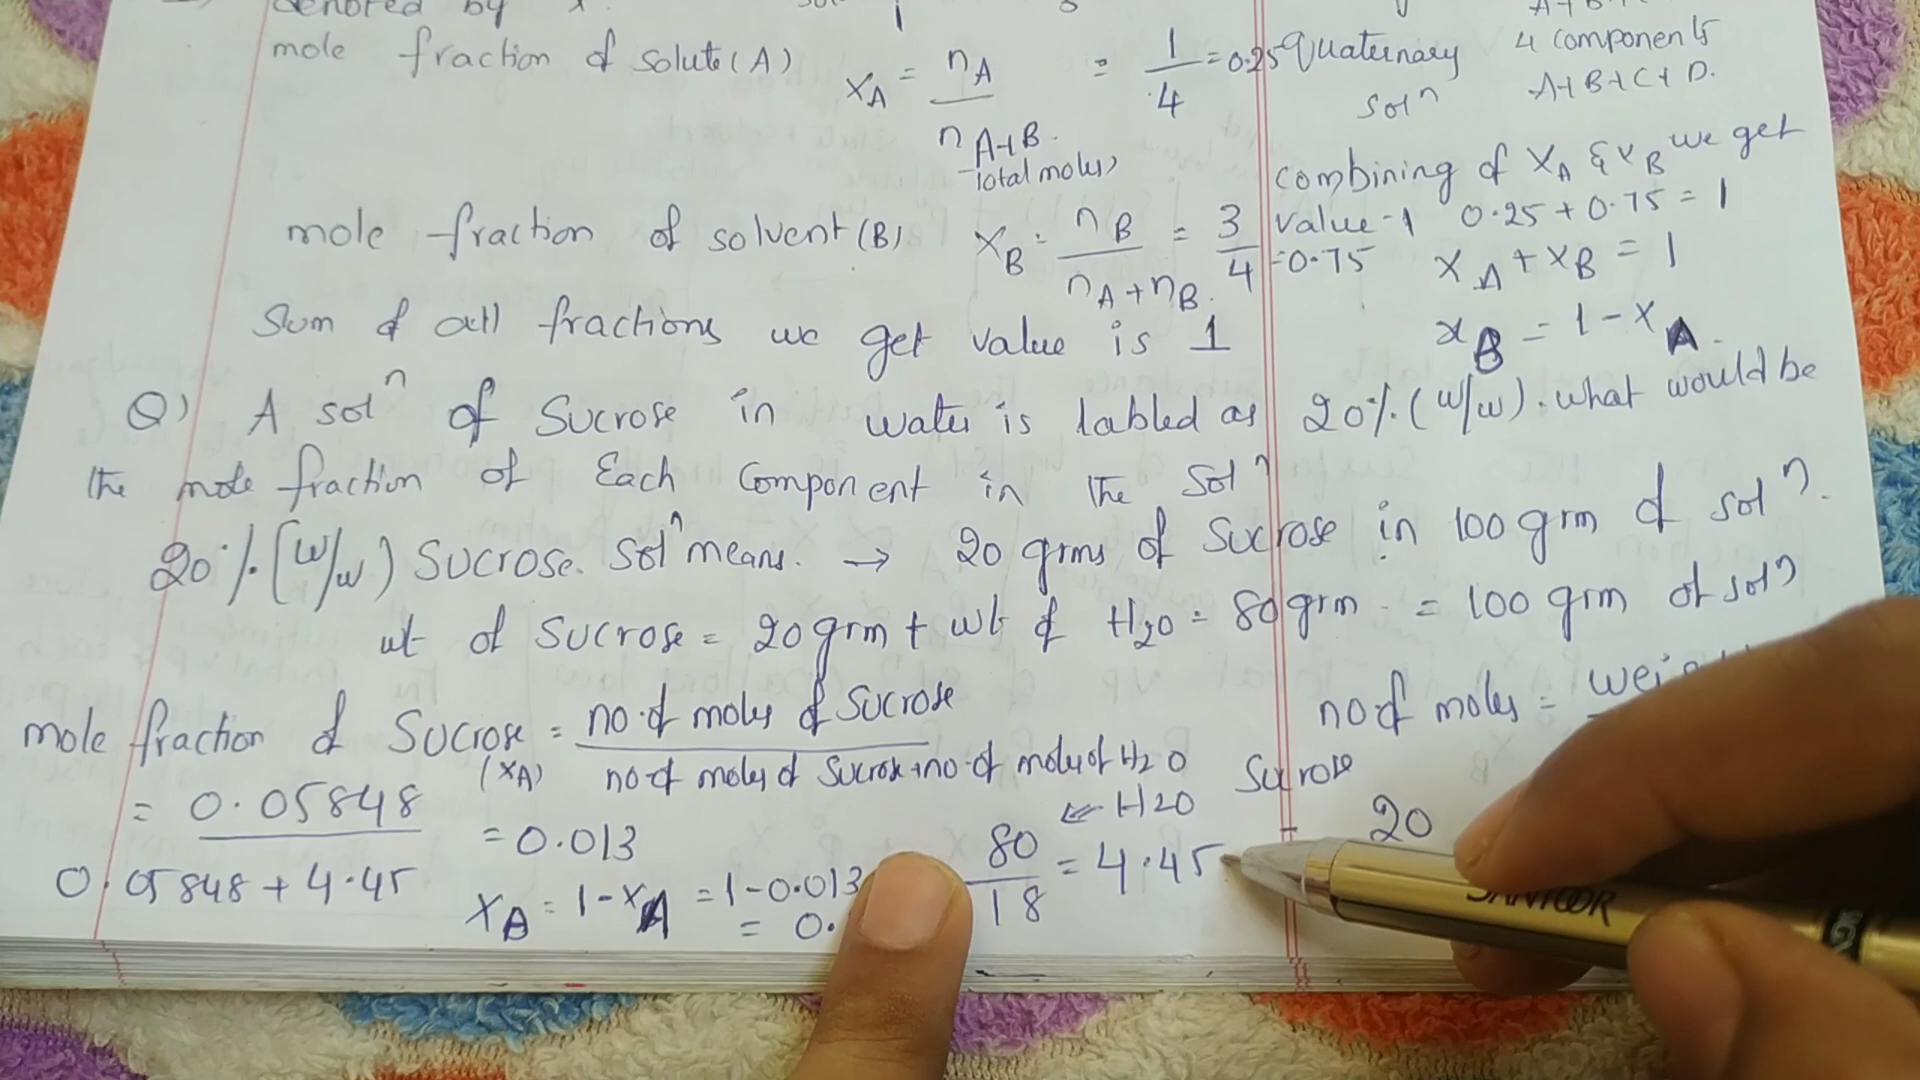 denoted by x
mole fraction of solute (A) xA = nA / nA+B = 1/4 = 0.25
Total moles
Quaternary soln
4 components
A+B+C+D.
mole fraction of solvent (B) xB = nB / nA+nB. = 3/4 = 0.75
combining of XA & XB we get
value-1 0.25+0.75=1
XA+XB=1
xB=1-XA.
Sum of all fractions we get value is 1
Q) A soln of Sucrose in water is labled as 20%.(W/w). what would be
the mole fraction of Each component in the soln
20%.(W/w) Sucrose. Soln means. → 20 grms of Sucrose in 100 grm of soln.
wt of Sucrose = 20grm + wt of H2O = 80grm = 100 grm of soln
mole fraction of Sucrose (XA) = no.of moles of Sucrose / no.of moles of Sucrose+no.of moles of H2O
no of moles =
= 0.05848 / 0.05848+4.45 = 0.013
← H2O
80/18 = 4.45
Sucrose
20
XB = 1-XA = 1-0.013
= 0.
SANTOOR